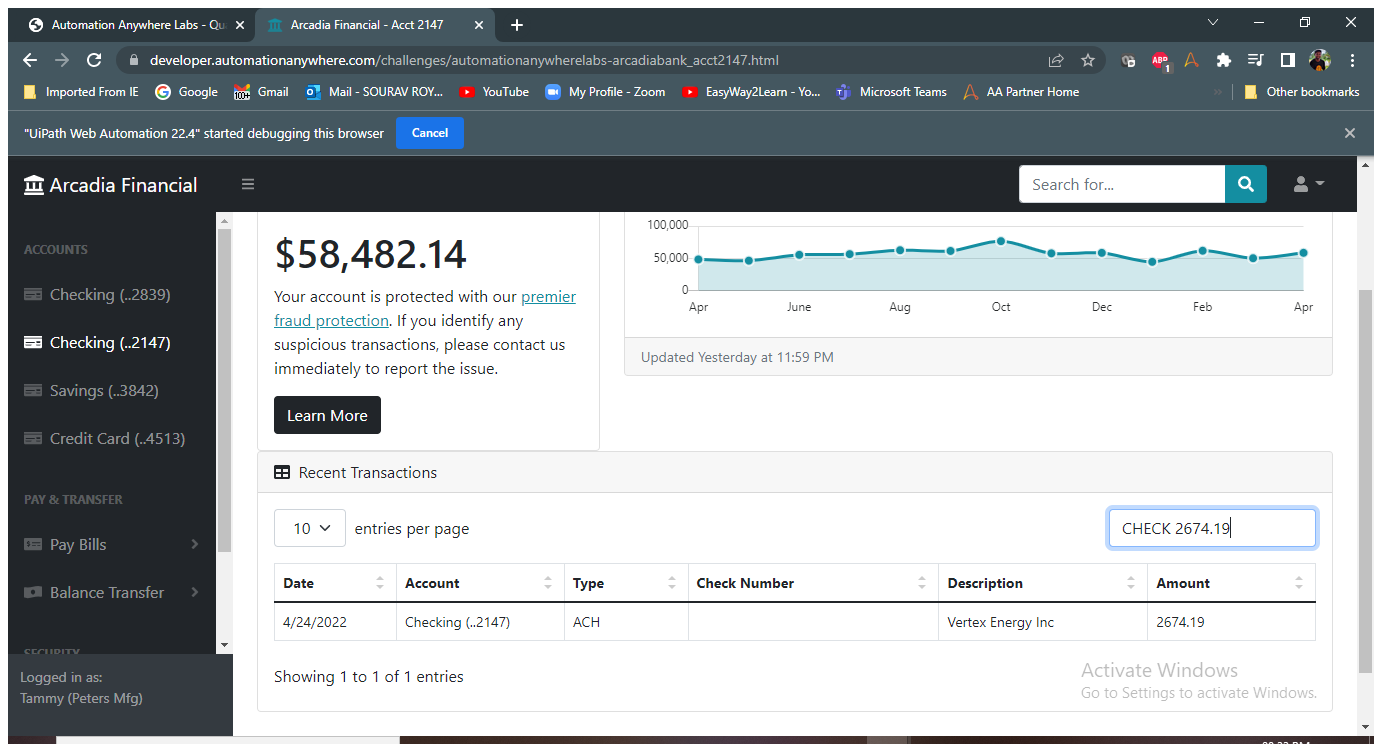 Automation Anywhere Labs - Qu
Arcadia Financial - Acct 2147
developer.automationanywhere.com/challenges/automationanywherelabs-arcadiabank_acct2147.html
ABP
1
Imported From IE
Google
100+
Gmail
Mail - SOURAV ROY...
YouTube
My Profile - Zoom
EasyWay2Learn - Yo...
Microsoft Teams
AA Partner Home
»
Other bookmarks
"UiPath Web Automation 22.4" started debugging this browser
Cancel
Arcadia Financial
Search for...
ACCOUNTS
Checking (..2839)
Checking (..2147)
Savings (..3842)
Credit Card (..4513)
PAY & TRANSFER
Pay Bills
Balance Transfer
SECURITY
Logged in as:
Tammy (Peters Mfg)
$58,482.14
Your account is protected with our premier
fraud protection. If you identify any
suspicious transactions, please contact us
immediately to report the issue.
Learn More
100,000
50,000
0
Apr June Aug Oct Dec Feb Apr
Updated Yesterday at 11:59 PM
Recent Transactions
10 entries per page
CHECK 2674.19
Date Account Type Check Number Description Amount
4/24/2022 Checking (..2147) ACH Vertex Energy Inc 2674.19
Showing 1 to 1 of 1 entries
Activate Windows
Go to Settings to activate Windows.